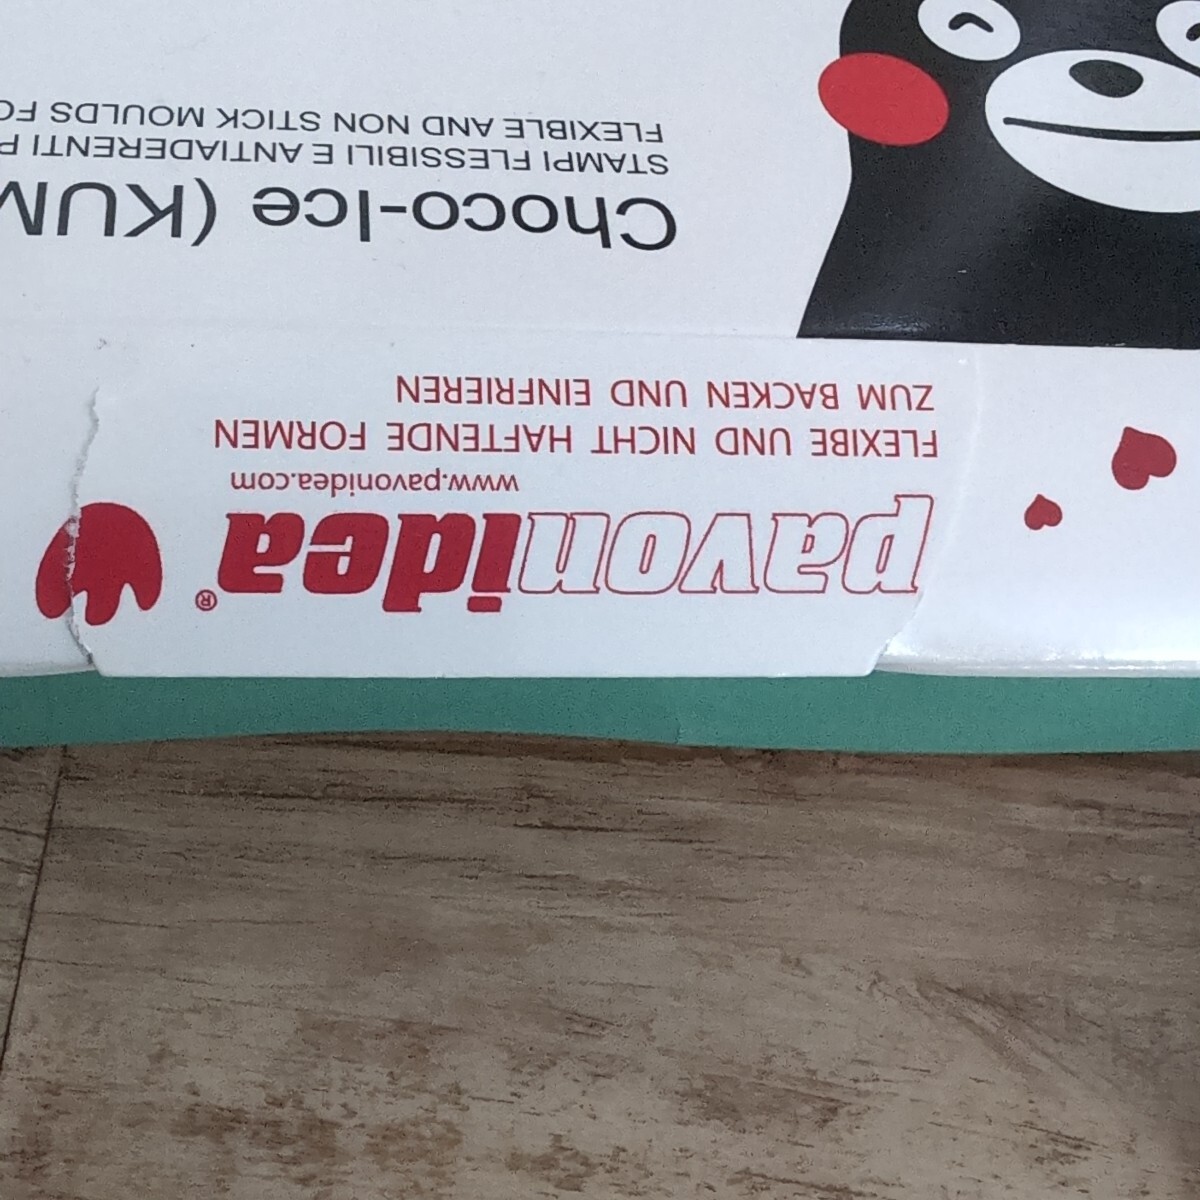 pavonidea®
www.pavonidea.com
FLEXIBE UND NICHT HAFTENDE FORMEN
ZUM BACKEN UND EINFRIEREN
Choco-Ice (KUM
STAMPI FLESSIBILI E ANTIADERENTI P
FLEXIBLE AND NON STICK MOULDS FO